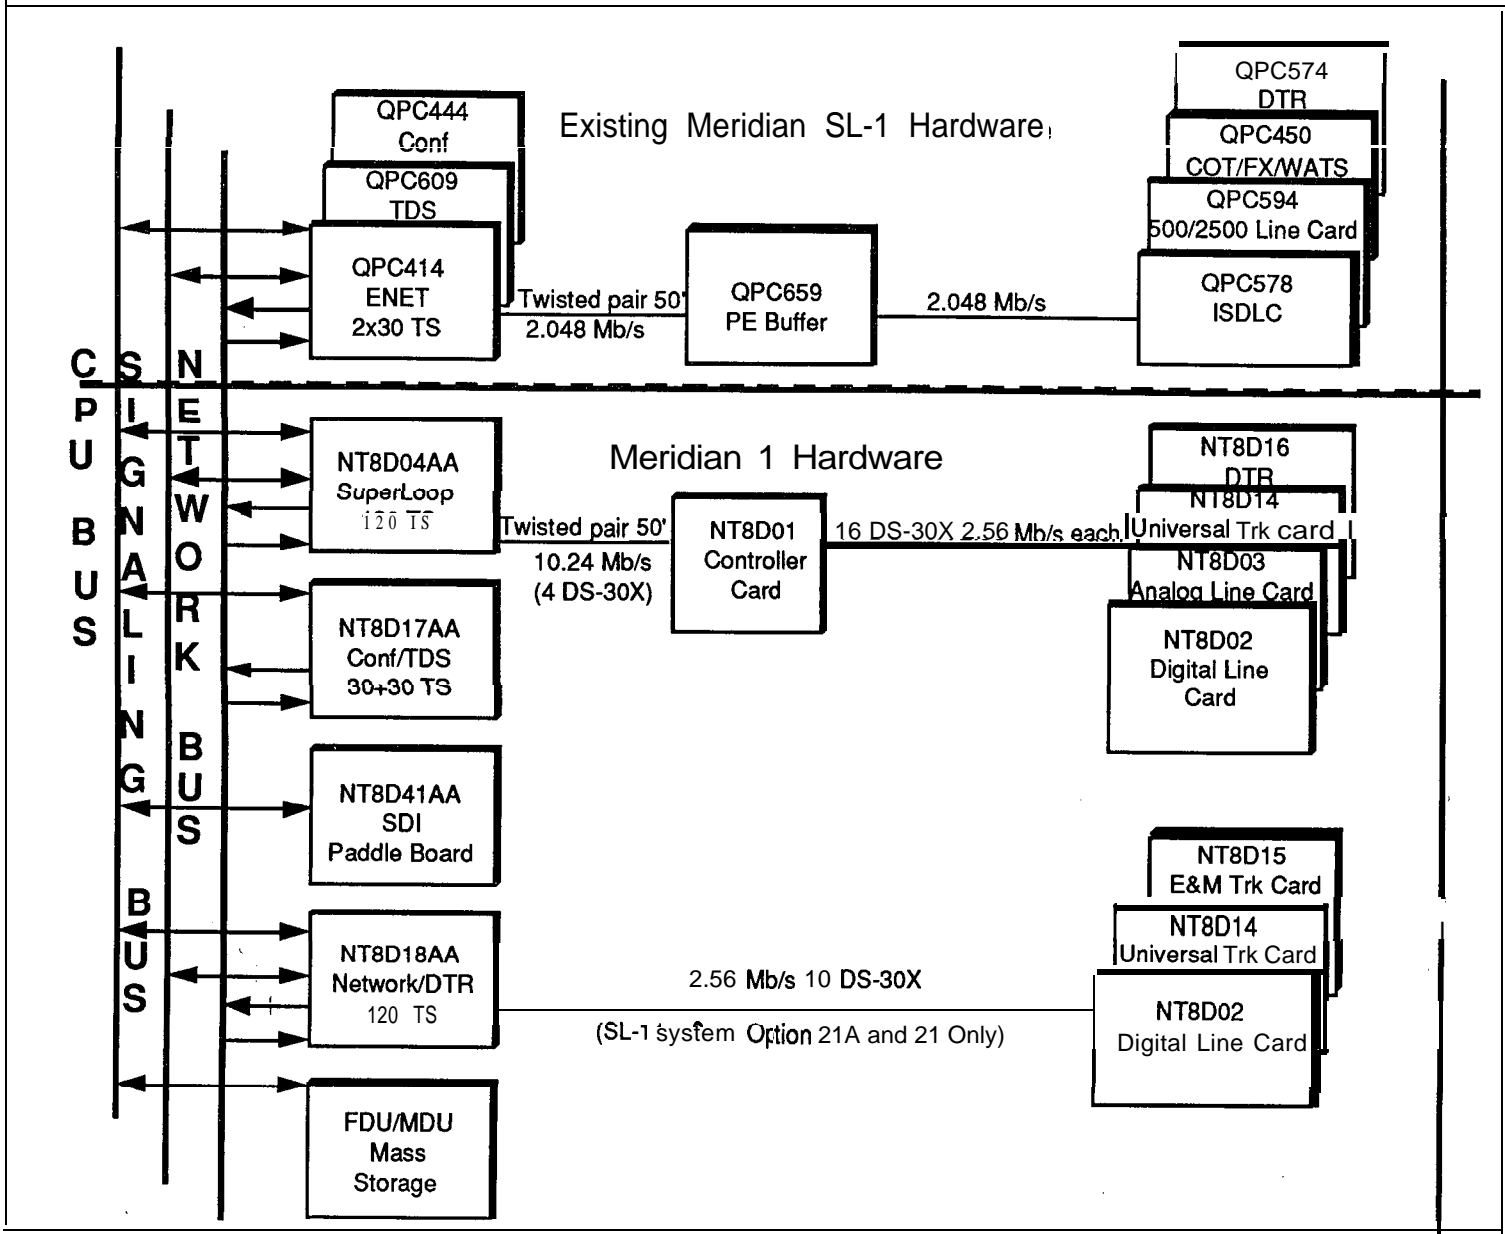 QPC574
DTR
QPC444
Conf
Existing Meridian SL-1 Hardware
QPC450
COT/FX/WATS
QPC609
TDS
QPC594
500/2500 Line Card
QPC414
ENET
2x30 TS
Twisted pair 50'
2.048 Mb/s
QPC659
PE Buffer
2.048 Mb/s
QPC578
ISDLC
CPU BUS
SIGNALING BUS
NETWORK BUS
NT8D04AA
SuperLoop
120 TS
Meridian 1 Hardware
NT8D16
DTR
NT8D14
Universal Trk card
Twisted pair 50'
10.24 Mb/s
(4 DS-30X)
NT8D01
Controller
Card
16 DS-30X 2.56 Mb/s each
NT8D03
Analog Line Card
NT8D02
Digital Line
Card
NT8D17AA
Conf/TDS
30+30 TS
NT8D41AA
SDI
Paddle Board
NT8D15
E&M Trk Card
NT8D14
Universal Trk Card
NT8D18AA
Network/DTR
120 TS
2.56 Mb/s 10 DS-30X
(SL-1 system Option 21A and 21 Only)
NT8D02
Digital Line Card
FDU/MDU
Mass
Storage